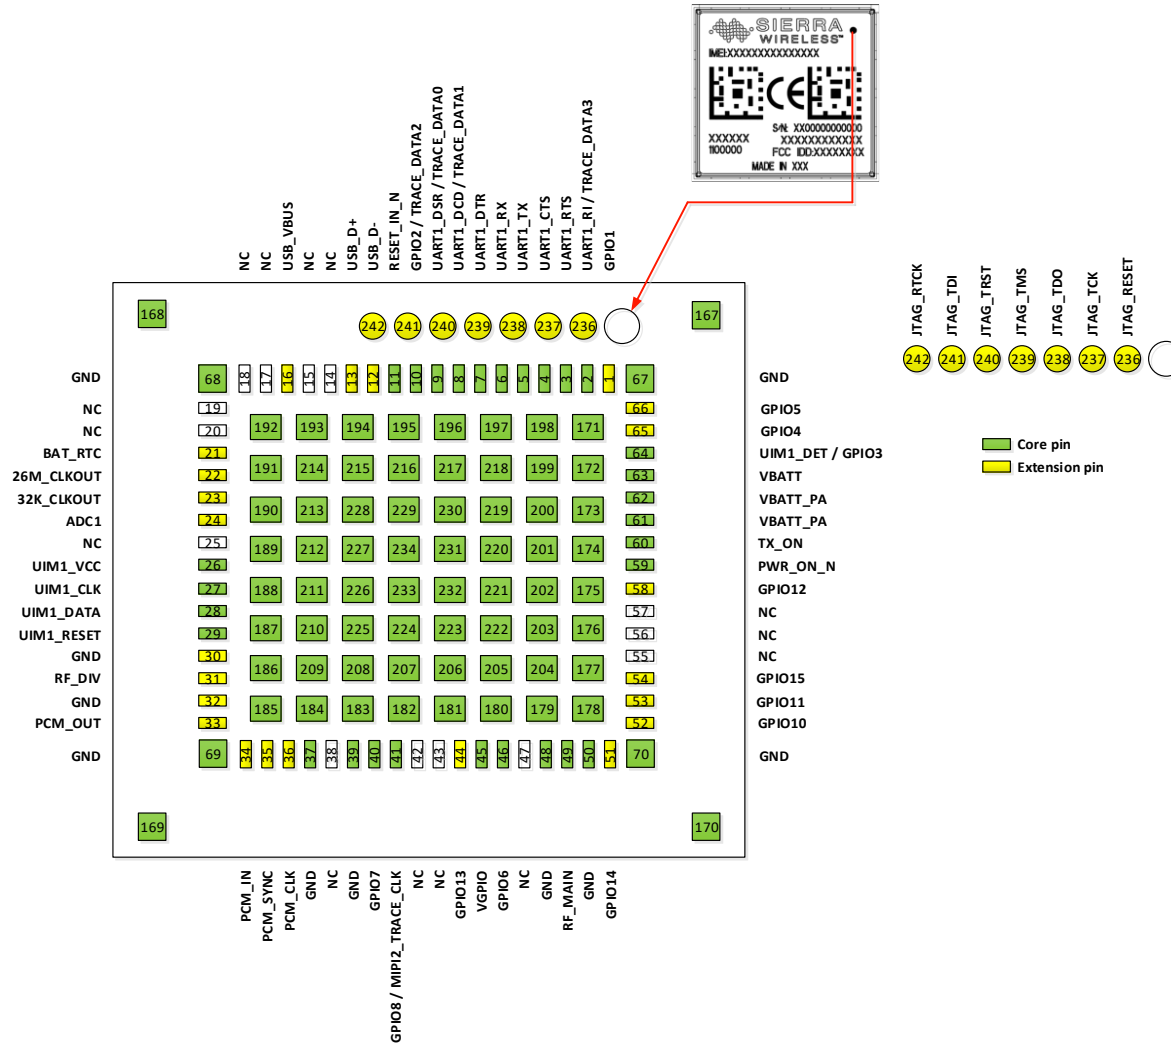 SIERRA
WIRELESS™
IMEI:XXXXXXXXXXXXXXX
CE
S/N: XX00000000000
XXXXXX XXXXXXXXXXXX
1100000 FCC IDD:XXXXXXXX
MADE IN XXX
NC
NC
USB_VBUS
NC
NC
USB_D+
USB_D-
RESET_IN_N
GPIO2 / TRACE_DATA2
UART1_DSR / TRACE_DATA0
UART1_DCD / TRACE_DATA1
UART1_DTR
UART1_RX
UART1_TX
UART1_CTS
UART1_RTS
UART1_RI / TRACE_DATA3
GPIO1
JTAG_RTCK
JTAG_TDI
JTAG_TRST
JTAG_TMS
JTAG_TDO
JTAG_TCK
JTAG_RESET
242 241 240 239 238 237 236
168 167
242 241 240 239 238 237 236
GND 68 18 17 16 15 14 13 12 11 10 9 8 7 6 5 4 3 2 1 67 GND
NC 19 66 GPIO5
192 193 194 195 196 197 198 171
NC 20 65 GPIO4
BAT_RTC 21 64 UIM1_DET / GPIO3
191 214 215 216 217 218 199 172
26M_CLKOUT 22 63 VBATT
32K_CLKOUT 23 62 VBATT_PA
190 213 228 229 230 219 200 173
ADC1 24 61 VBATT_PA
NC 25 60 TX_ON
189 212 227 234 231 220 201 174
UIM1_VCC 26 59 PWR_ON_N
UIM1_CLK 27 188 211 226 233 232 221 202 175 58 GPIO12
UIM1_DATA 28 57 NC
187 210 225 224 223 222 203 176
UIM1_RESET 29 56 NC
GND 30 55 NC
186 209 208 207 206 205 204 177
RF_DIV 31 54 GPIO15
GND 32 53 GPIO11
185 184 183 182 181 180 179 178
PCM_OUT 33 52 GPIO10
GND 69 34 35 36 37 38 39 40 41 42 43 44 45 46 47 48 49 50 51 70 GND
169 170
Core pin
Extension pin
PCM_IN
PCM_SYNC
PCM_CLK
GND
NC
GND
GPIO7
GPIO8 / MIPI2_TRACE_CLK
NC
NC
GPIO13
VGPIO
GPIO6
NC
GND
RF_MAIN
GND
GPIO14